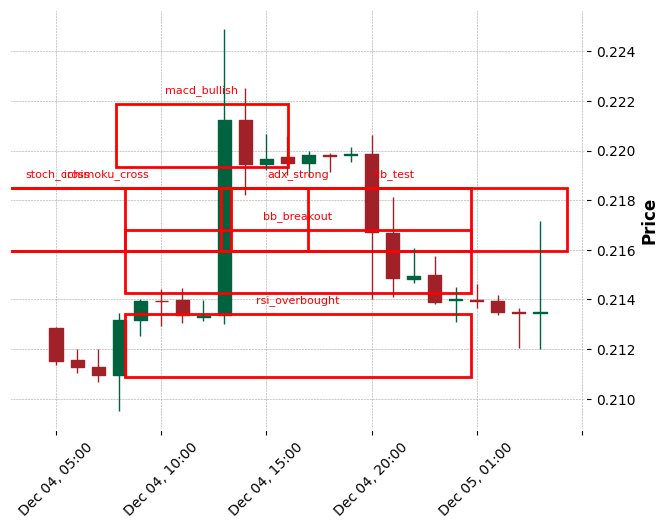 0.224
macd_bullish
0.222
0.220
stoch_cross
ichimoku_cross
adx_strong
fib_test
0.218
bb_breakout
0.216
rsi_overbought
0.214
0.212
0.210
Price
Dec 04, 05:00
Dec 04, 10:00
Dec 04, 15:00
Dec 04, 20:00
Dec 05, 01:00